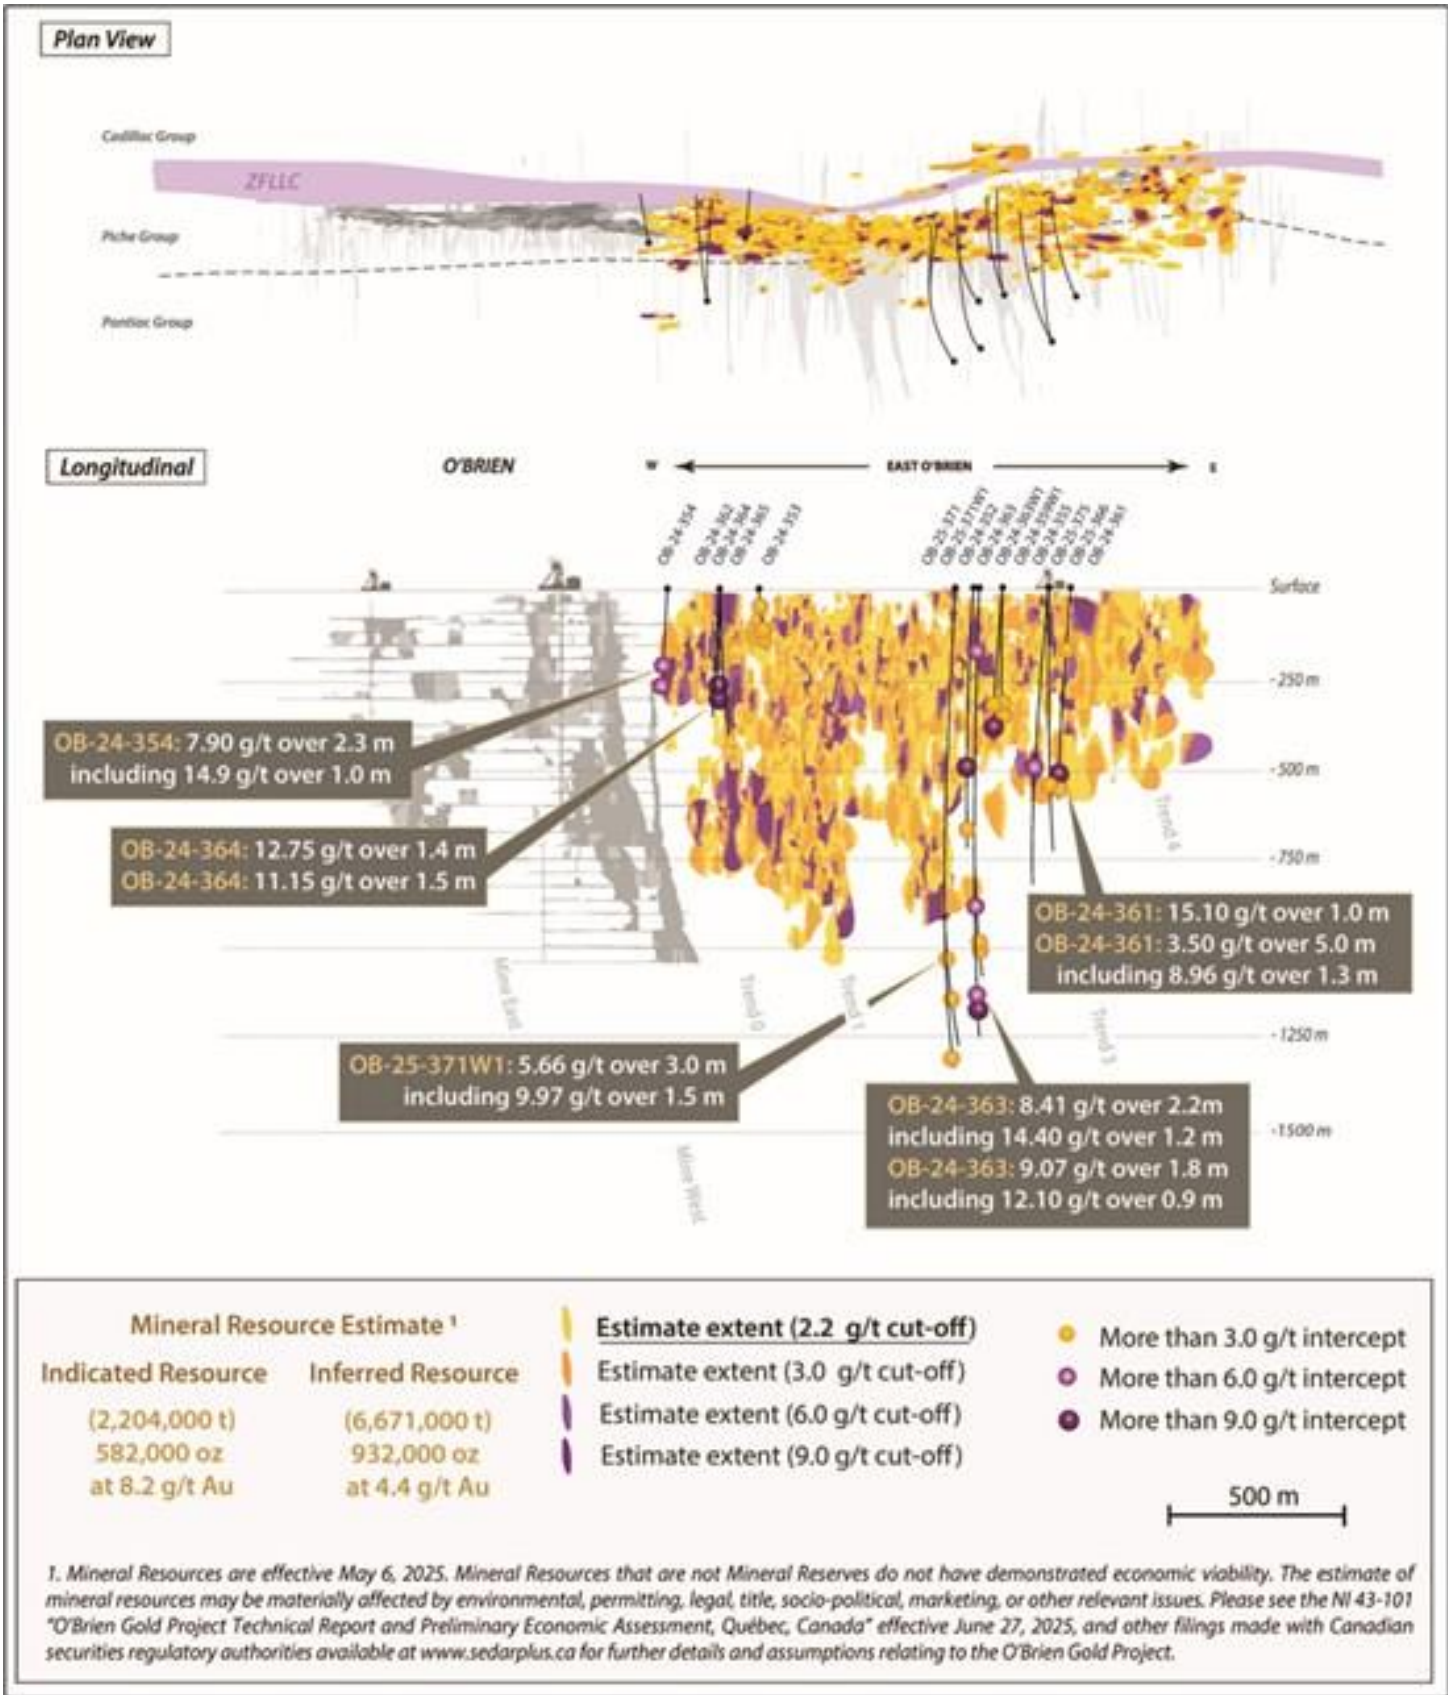 Plan View
Cadillac Group
ZFLLC
Piche Group
Pontiac Group
Longitudinal
O'BRIEN
W
EAST O'BRIEN
E
OB-24-354
OB-24-362
OB-24-364
OB-24-365
OB-24-353
OB-25-371
OB-25-371W1
OB-24-352
OB-24-363
OB-24-363W1
OB-24-359W1
OB-24-355
OB-25-375
OB-25-366
OB-24-361
Surface
-250 m
-500 m
-750 m
-1250 m
-1500 m
OB-24-354: 7.90 g/t over 2.3 m
including 14.9 g/t over 1.0 m
OB-24-364: 12.75 g/t over 1.4 m
OB-24-364: 11.15 g/t over 1.5 m
OB-24-361: 15.10 g/t over 1.0 m
OB-24-361: 3.50 g/t over 5.0 m
including 8.96 g/t over 1.3 m
Mine East
Trend 0
Trend 1
Trend 3
Mine West
OB-25-371W1: 5.66 g/t over 3.0 m
including 9.97 g/t over 1.5 m
OB-24-363: 8.41 g/t over 2.2m
including 14.40 g/t over 1.2 m
OB-24-363: 9.07 g/t over 1.8 m
including 12.10 g/t over 0.9 m
Mineral Resource Estimate ¹
Indicated Resource
(2,204,000 t)
582,000 oz
at 8.2 g/t Au
Inferred Resource
(6,671,000 t)
932,000 oz
at 4.4 g/t Au
Estimate extent (2.2 g/t cut-off)
Estimate extent (3.0 g/t cut-off)
Estimate extent (6.0 g/t cut-off)
Estimate extent (9.0 g/t cut-off)
More than 3.0 g/t intercept
More than 6.0 g/t intercept
More than 9.0 g/t intercept
500 m
1. Mineral Resources are effective May 6, 2025. Mineral Resources that are not Mineral Reserves do not have demonstrated economic viability. The estimate of
mineral resources may be materially affected by environmental, permitting, legal, title, socio-political, marketing, or other relevant issues. Please see the NI 43-101
"O'Brien Gold Project Technical Report and Preliminary Economic Assessment, Québec, Canada" effective June 27, 2025, and other filings made with Canadian
securities regulatory authorities available at www.sedarplus.ca for further details and assumptions relating to the O'Brien Gold Project.